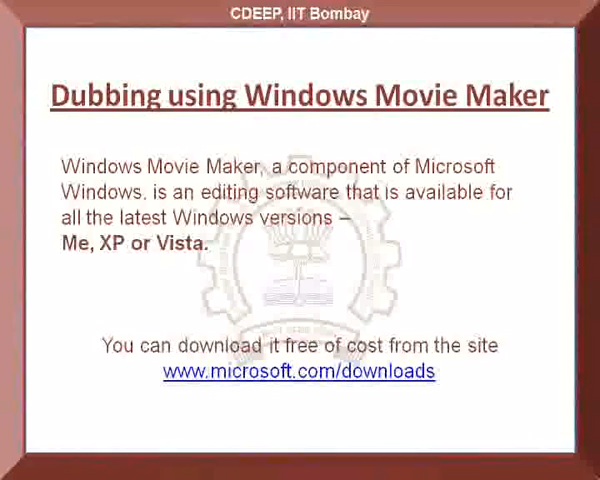 CDEEP, IIT Bombay
Dubbing using Windows Movie Maker
Windows Movie Maker, a component of Microsoft
Windows, is an editing software that is available for
all the latest Windows versions –
Me, XP or Vista.
You can download it free of cost from the site
www.microsoft.com/downloads